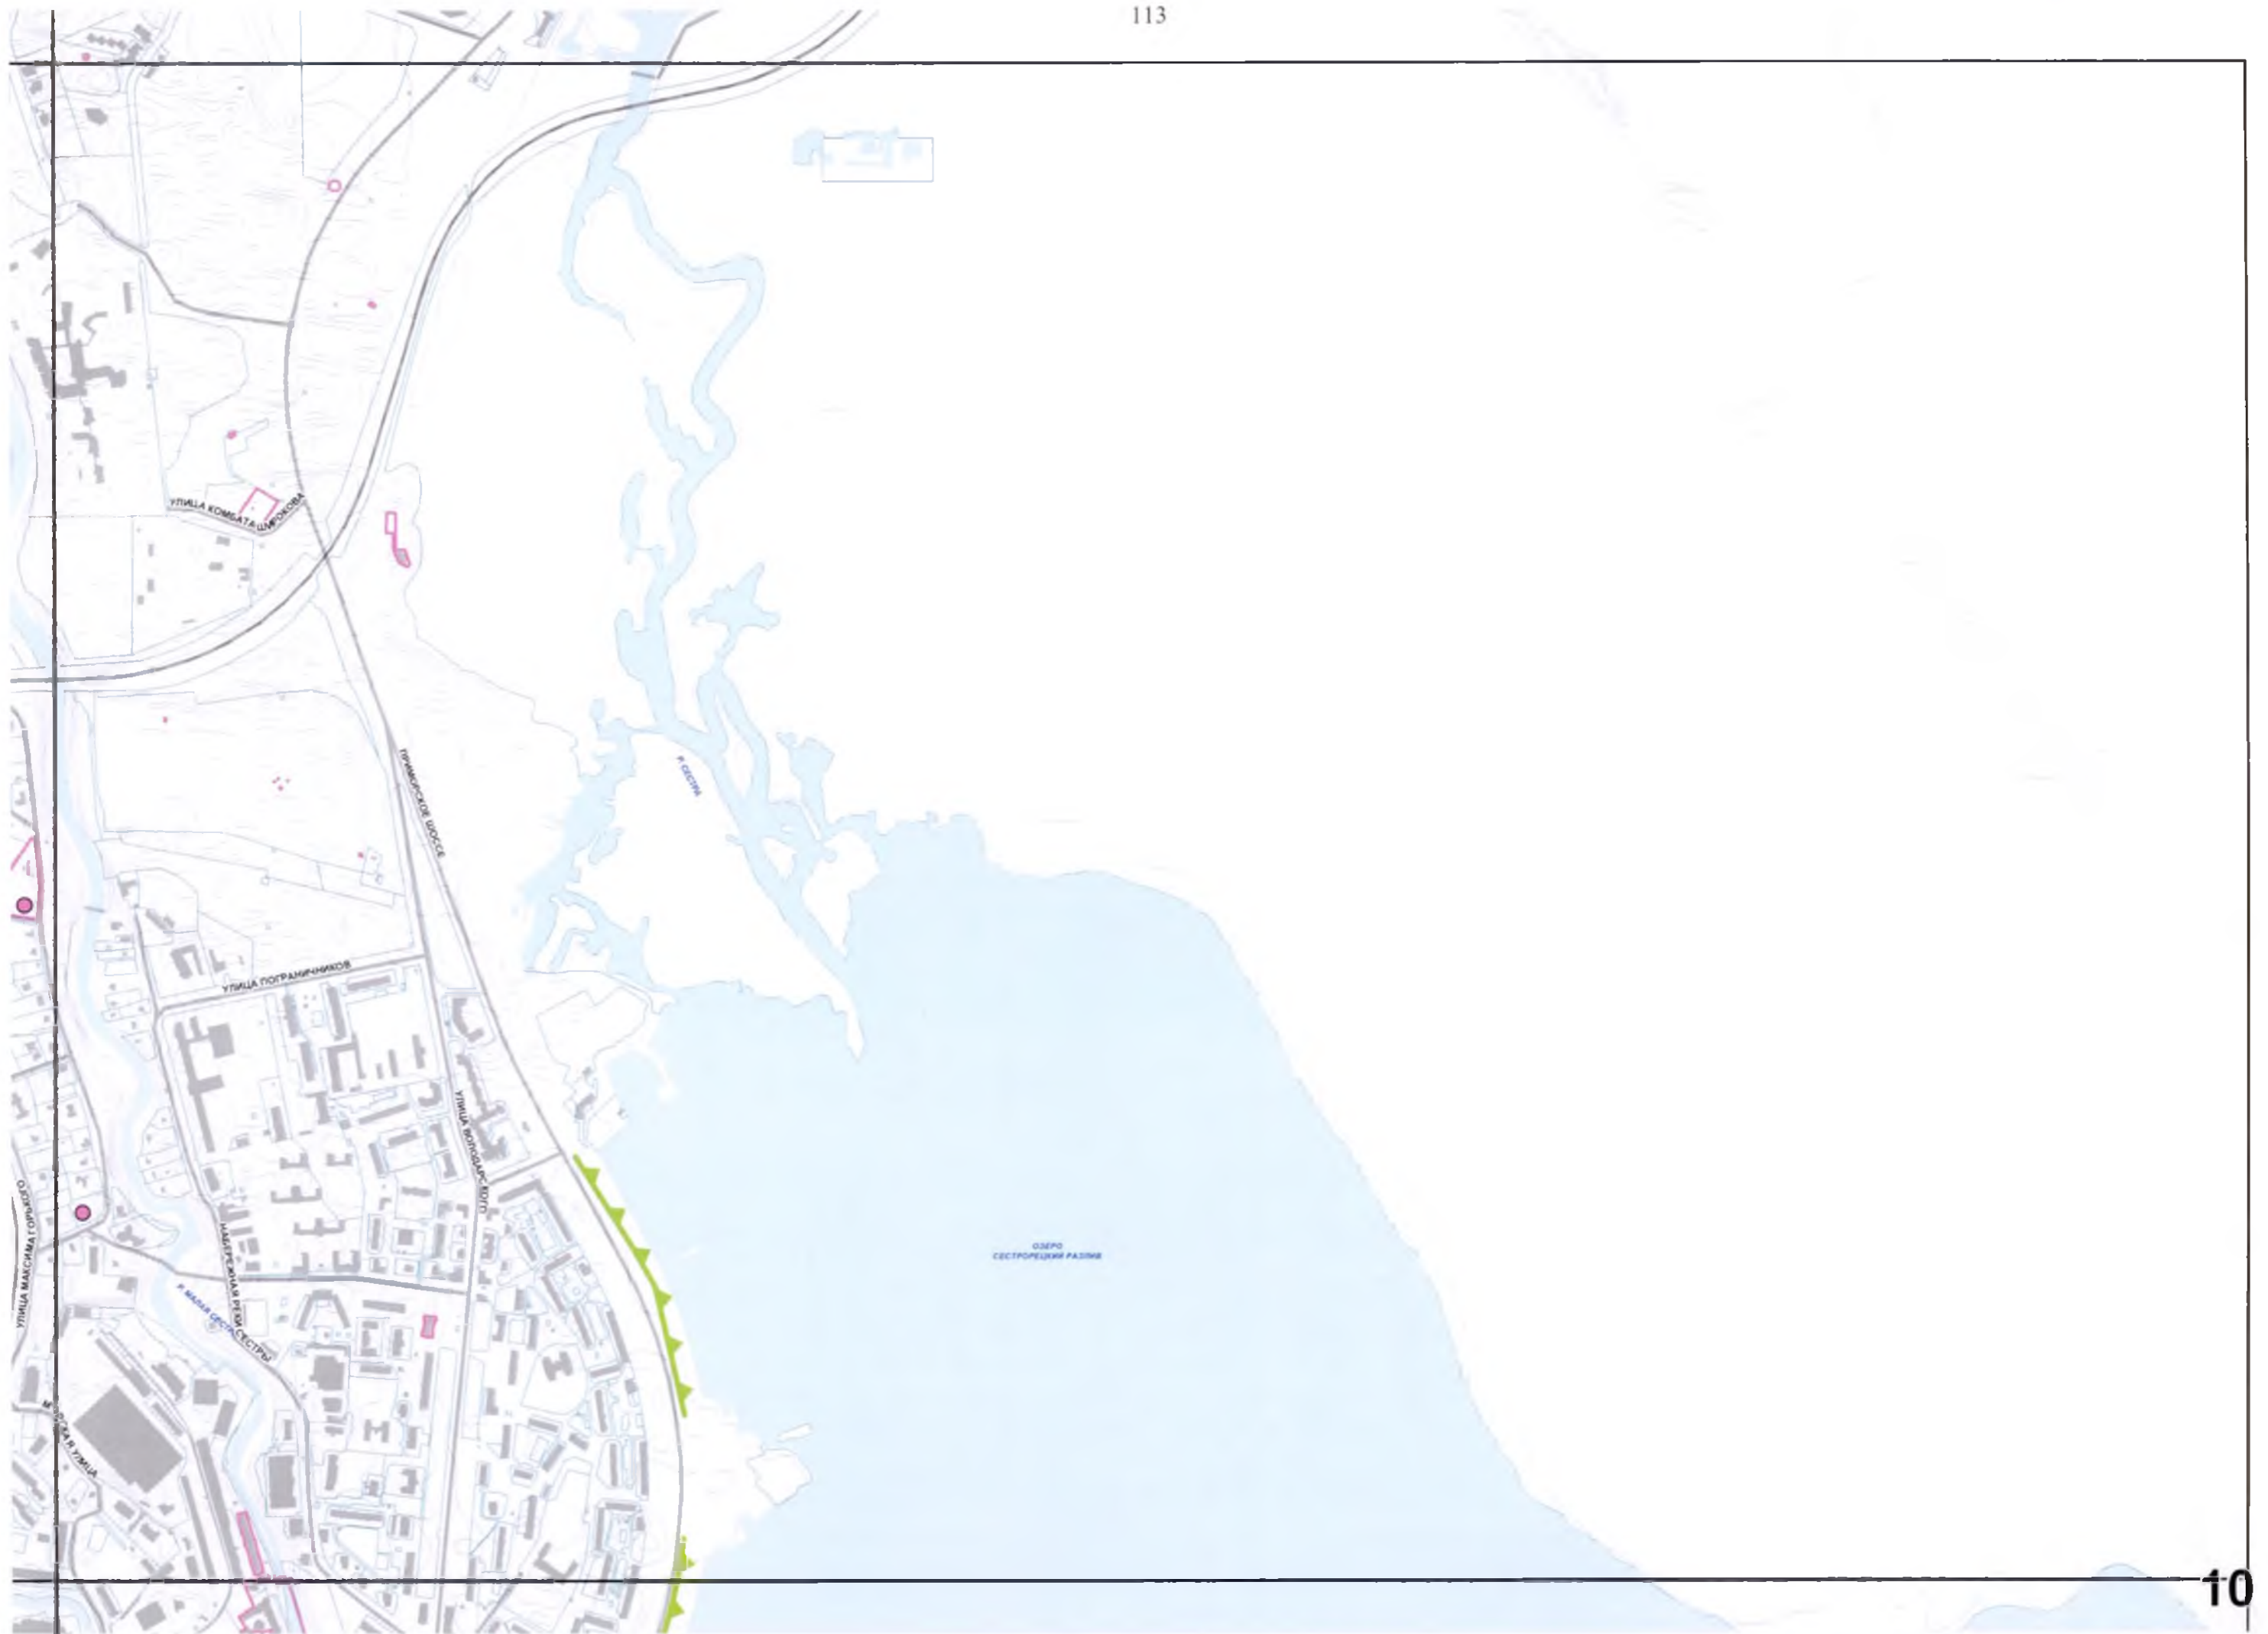 113
УЛИЦА КОМБАТА ШИРОКОВА
ПРИМОРСКОЕ ШОССЕ
Р. СЕСТРА
УЛИЦА ПОГРАНИЧНИКОВ
УЛИЦА ВОЛОДАРСКОГО
УЛИЦА МАКСИМА ГОРЬКОГО
НАБЕРЕЖНАЯ РЕКИ СЕСТРЫ
Р. МАЛАЯ СЕСТРА
ОЗЕРО
СЕСТРОРЕЦКИЙ РАЗЛИВ
УЛИЦА
10